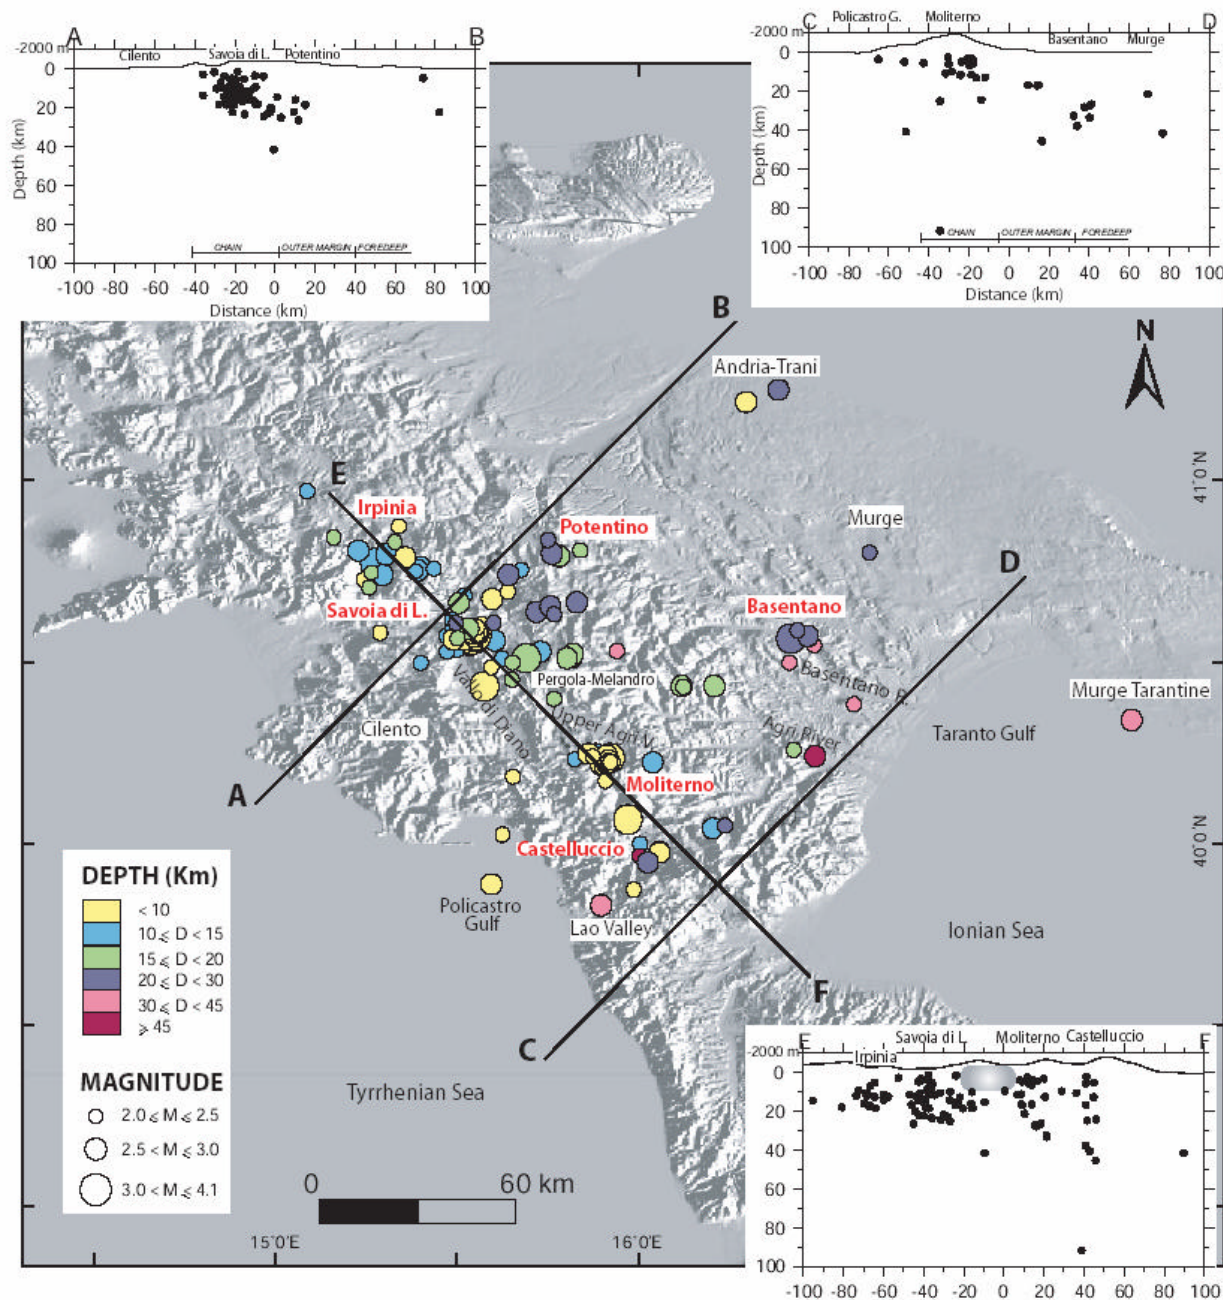 A
B
-2000 m
Cilento
Savoia di L.
Potentino
0
20
40
60
80
100
Depth (km)
CHAIN
OUTER MARGIN
FOREDEEP
-100 -80 -60 -40 -20 0 20 40 60 80 100
Distance (km)
C
D
Policastro G.
Moliterno
-2000 m
Basentano
Murge
0
20
40
60
80
100
Depth (km)
CHAIN
OUTER MARGIN
FOREDEEP
-100 -80 -60 -40 -20 0 20 40 60 80 100
Distance (km)
B
N
Andria-Trani
E
Irpinia
41°0'N
Potentino
Murge
D
Savoia di L.
Basentano
Pergola-Melandro
Basentano R.
Murge Tarantine
Vallo di Diano
Upper Agri V.
Cilento
Agri River
Taranto Gulf
A
Moliterno
40°0'N
Castelluccio
DEPTH (Km)
< 10
10 ⩽ D < 15
15 ⩽ D < 20
20 ⩽ D < 30
30 ⩽ D < 45
⩾ 45
Policastro
Gulf
Lao Valley
Ionian Sea
F
C
Tyrrhenian Sea
MAGNITUDE
2.0 ⩽ M ⩽ 2.5
2.5 < M ⩽ 3.0
3.0 < M ⩽ 4.1
0 60 km
15°0'E
16°0'E
E
F
Savoia di L.
Moliterno
Castelluccio
-2000 m
Irpinia
0
20
40
60
80
100
-100 -80 -60 -40 -20 0 20 40 60 80 100